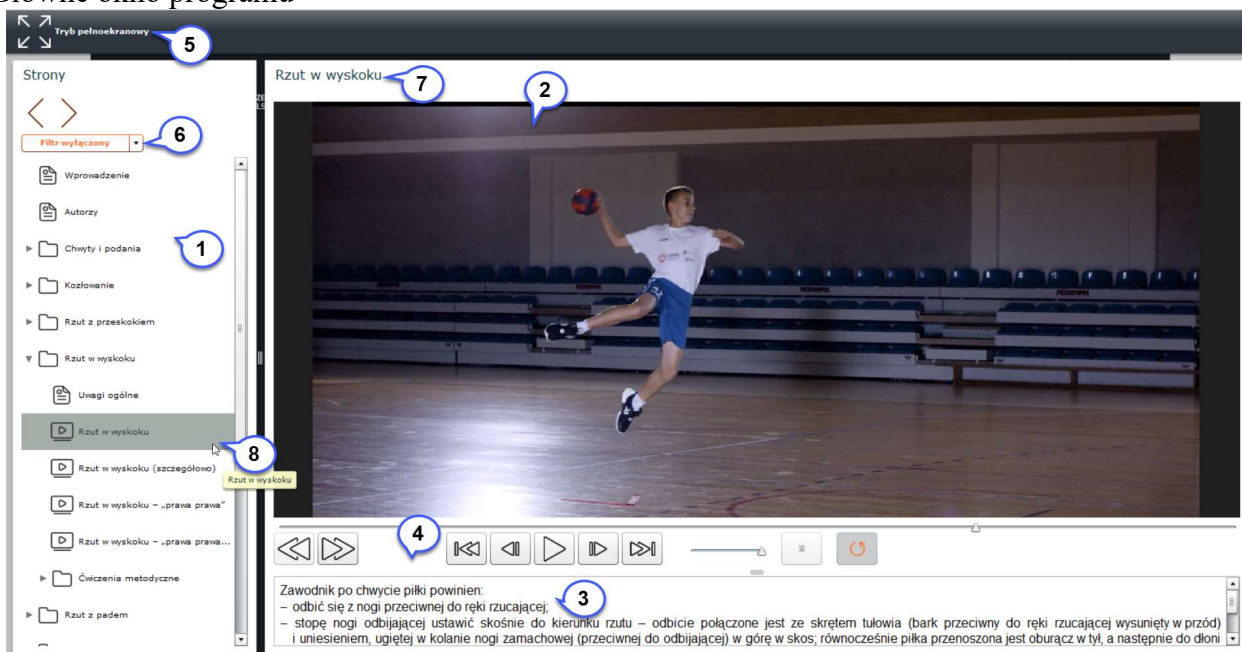 Główne okno programu
Tryb pełnoekranowy
5
Strony
Filtr wyłączony
6
Wprowadzenie
Autorzy
Chwyty i podania
1
Kozłowanie
Rzut z przeskokiem
Rzut w wyskoku
Uwagi ogólne
Rzut w wyskoku
8
Rzut w wyskoku (szczegółowo)
Rzut w wyskoku
Rzut w wyskoku – „prawa prawa”
Rzut w wyskoku – „prawa prawa...
Ćwiczenia metodyczne
Rzut z padem
Rzut w wyskoku
7
2
4
Zawodnik po chwycie piłki powinien:
– odbić się z nogi przeciwnej do ręki rzucającej;
3
– stopę nogi odbijającej ustawić skośnie do kierunku rzutu – odbicie połączone jest ze skrętem tułowia (bark przeciwny do ręki rzucającej wysunięty w przód)
i uniesieniem, ugiętej w kolanie nogi zamachowej (przeciwnej do odbijającej) w górę w skos; równocześnie piłka przenoszona jest oburącz w tył, a następnie do dłoni